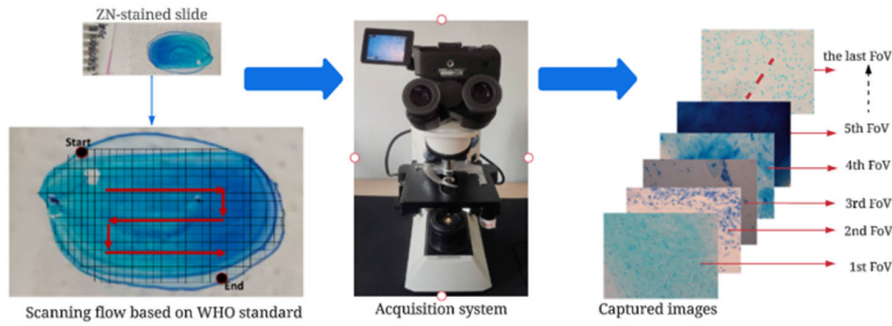 ZN-stained slide
Start
End
Scanning flow based on WHO standard
Acquisition system
the last FoV
5th FoV
4th FoV
3rd FoV
2nd FoV
1st FoV
Captured images